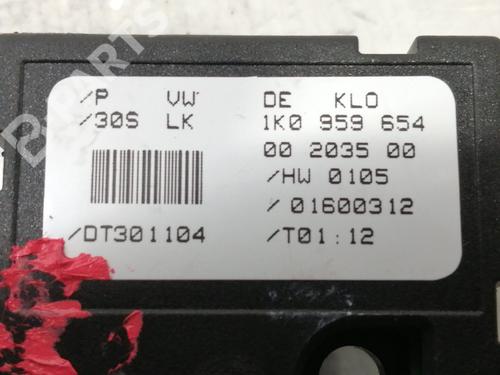 /P VW DE KLO
/30S LK 1K0 959 654
00 2035 00
/HW 0105
/01600312
/DT301104 /T01:12